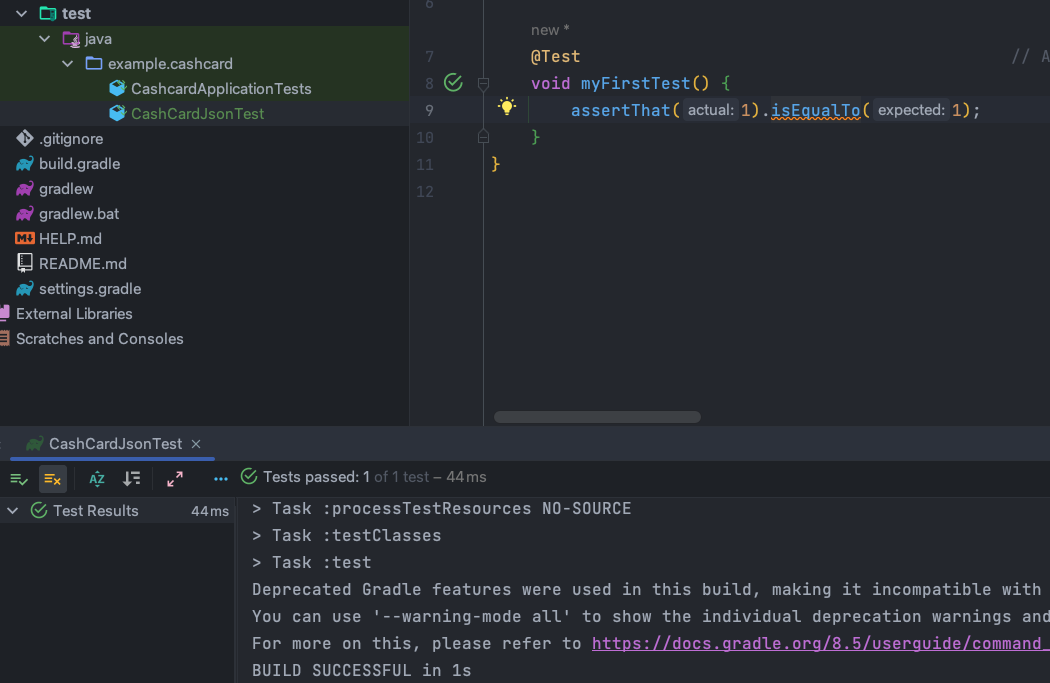 test
java
example.cashcard
CashcardApplicationTests
CashCardJsonTest
.gitignore
build.gradle
gradlew
gradlew.bat
HELP.md
README.md
settings.gradle
External Libraries
Scratches and Consoles
6
new *
7 @Test // A
8 void myFirstTest() {
9 assertThat( actual: 1).isEqualTo( expected: 1);
10 }
11 }
12
CashCardJsonTest ×
Tests passed: 1 of 1 test – 44 ms
Test Results 44 ms
> Task :processTestResources NO-SOURCE
> Task :testClasses
> Task :test
Deprecated Gradle features were used in this build, making it incompatible with
You can use '--warning-mode all' to show the individual deprecation warnings and
For more on this, please refer to https://docs.gradle.org/8.5/userguide/command_
BUILD SUCCESSFUL in 1s